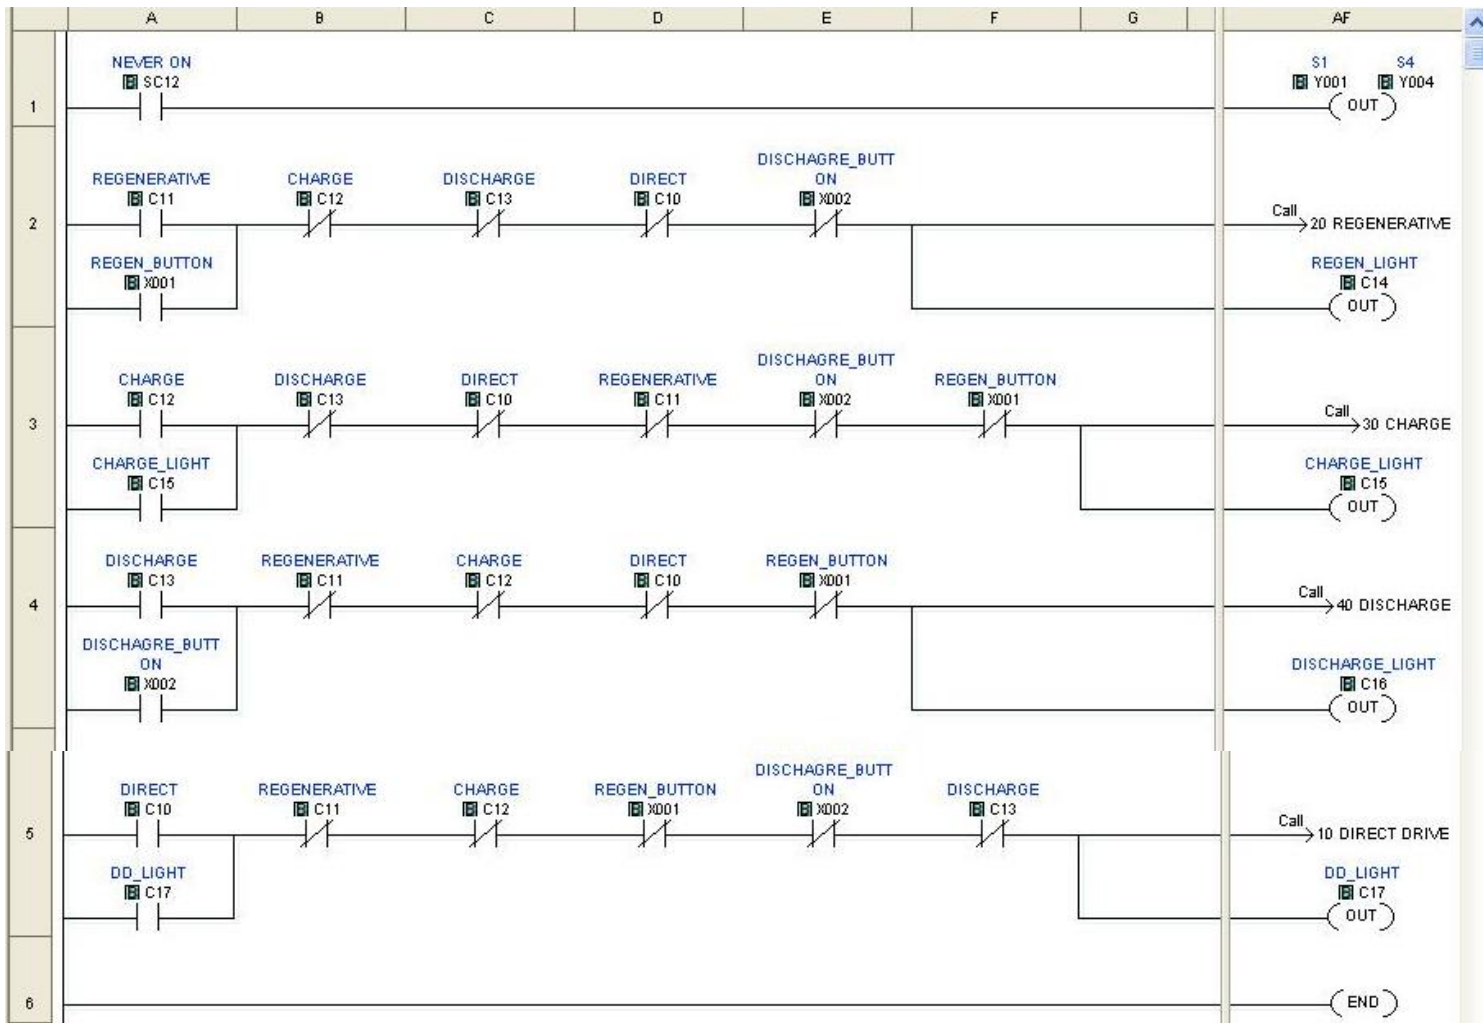 A B C D E F G AF
NEVER ON S1 S4
SC12 Y001 Y004
1 OUT
DISCHAGRE_BUTT
REGENERATIVE CHARGE DISCHARGE DIRECT ON
C11 C12 C13 C10 X002
2 Call 20 REGENERATIVE
REGEN_BUTTON REGEN_LIGHT
X001 C14
OUT
DISCHAGRE_BUTT
CHARGE DISCHARGE DIRECT REGENERATIVE ON REGEN_BUTTON
C12 C13 C10 C11 X002 X001
3 Call 30 CHARGE
CHARGE_LIGHT CHARGE_LIGHT
C15 C15
OUT
DISCHARGE REGENERATIVE CHARGE DIRECT REGEN_BUTTON
C13 C11 C12 C10 X001
4 Call 40 DISCHARGE
DISCHAGRE_BUTT
ON DISCHARGE_LIGHT
X002 C16
OUT
DISCHAGRE_BUTT
DIRECT REGENERATIVE CHARGE REGEN_BUTTON ON DISCHARGE
C10 C11 C12 X001 X002 C13
5 Call 10 DIRECT DRIVE
DD_LIGHT DD_LIGHT
C17 C17
OUT
6 END